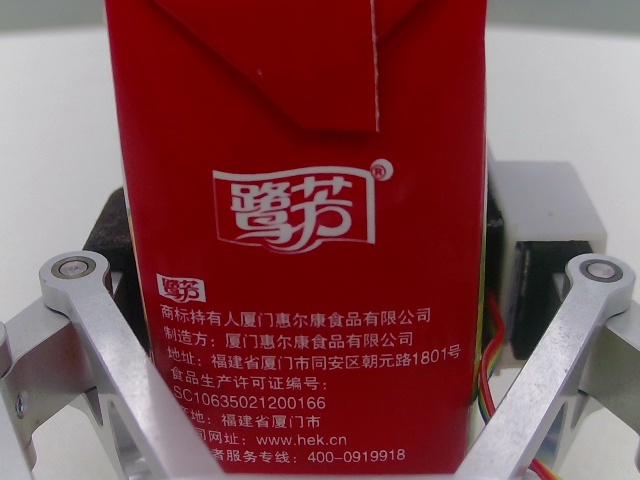 鹭芳®
鹭芳
商标持有人厦门惠尔康食品有限公司
制造方：厦门惠尔康食品有限公司
地址：福建省厦门市同安区朝元路1801号
食品生产许可证编号：
SC10635021200166
地：福建省厦门市
司网址：www.hek.cn
者服务专线：400-0919918